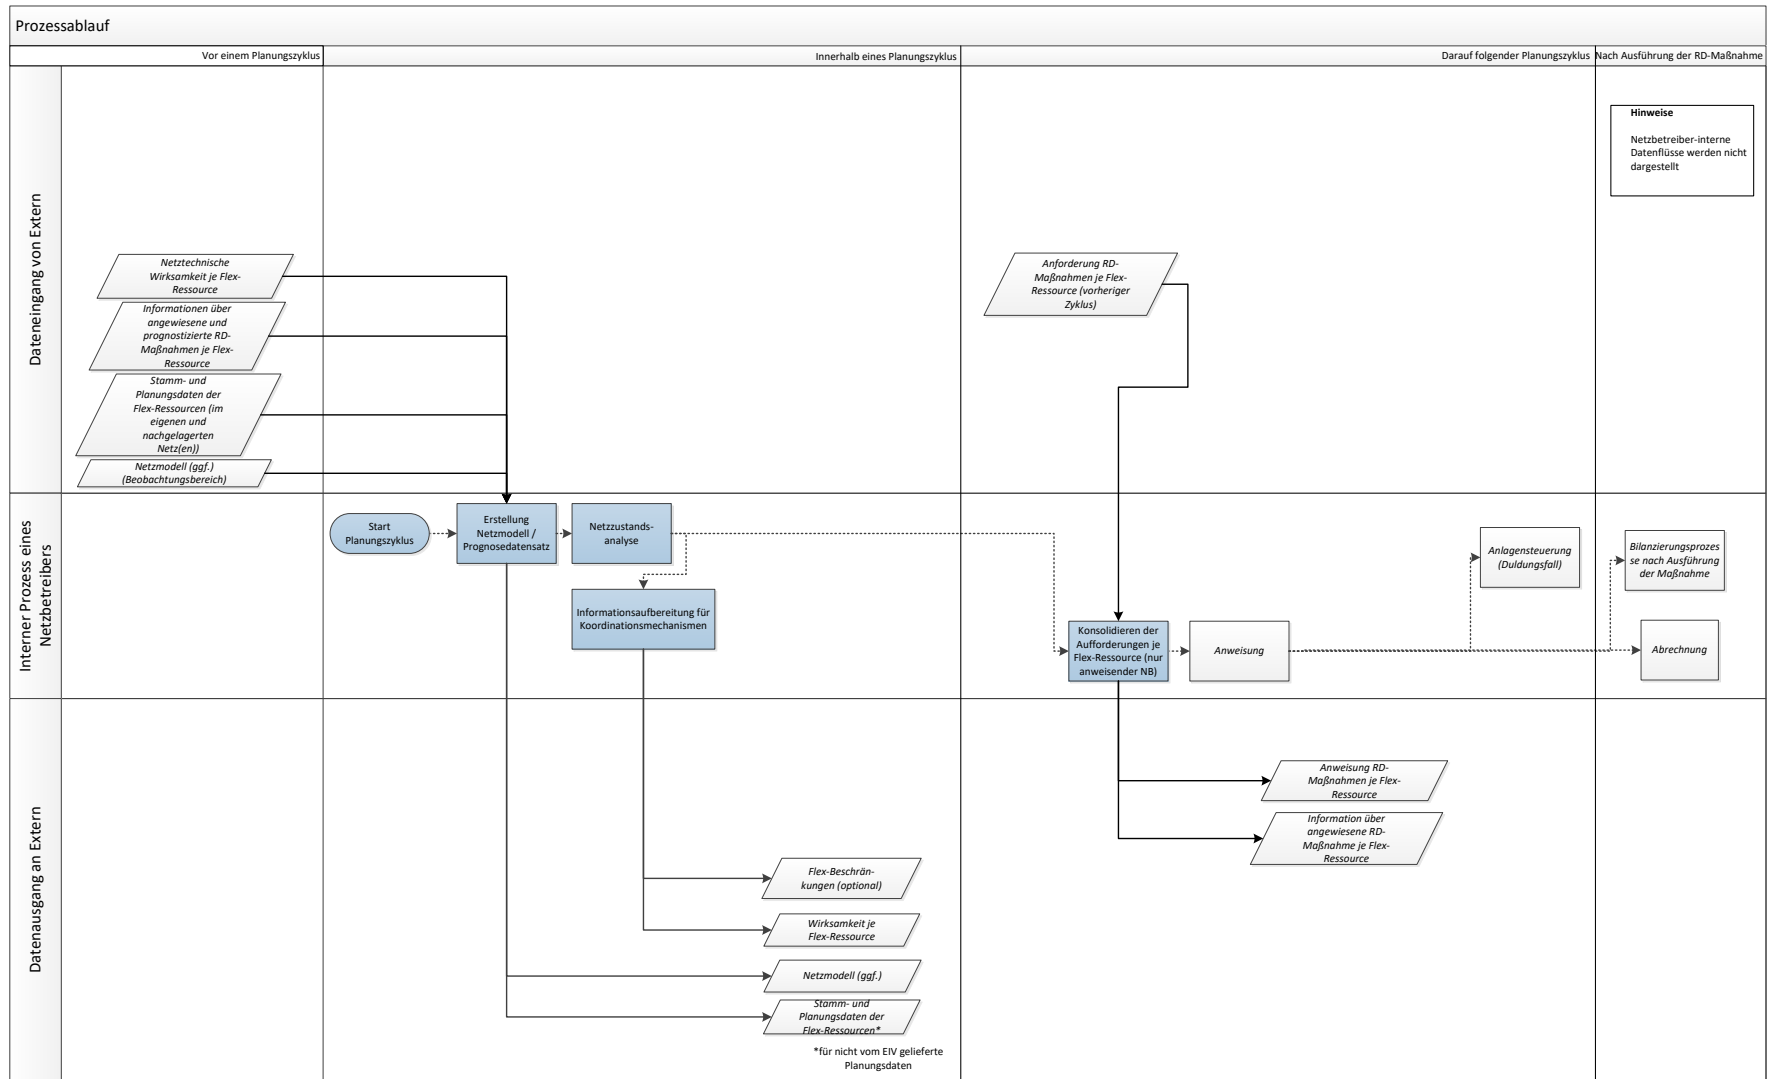 Prozessablauf
Vor einem Planungszyklus
Innerhalb eines Planungszyklus
Darauf folgender Planungszyklus
Nach Ausführung der RD-Maßnahme
Dateneingang von Extern
Hinweise
Netzbetreiber-interne
Datenflüsse werden nicht
dargestellt
Netztechnische
Wirksamkeit je Flex-
Ressource
Informationen über
angewiesene und
prognostizierte RD-
Maßnahmen je Flex-
Ressource
Stamm- und
Planungsdaten der
Flex-Ressourcen (im
eigenen und
nachgelagerten
Netz(en))
Netzmodell (ggf.)
(Beobachtungsbereich)
Anforderung RD-
Maßnahmen je Flex-
Ressource (vorheriger
Zyklus)
Interner Prozess eines
Netzbetreibers
Start
Planungszyklus
Erstellung
Netzmodell /
Prognosedatensatz
Netzzustands-
analyse
Informationsaufbereitung für
Koordinationsmechanismen
Konsolidieren der
Aufforderungen je
Flex-Ressource (nur
anweisender NB)
Anweisung
Anlagensteuerung
(Duldungsfall)
Bilanzierungsprozes
se nach Ausführung
der Maßnahme
Abrechnung
Datenausgang an Extern
Flex-Beschrän-
kungen (optional)
Wirksamkeit je
Flex-Ressource
Netzmodell (ggf.)
Stamm- und
Planungsdaten der
Flex-Ressourcen*
*für nicht vom EIV gelieferte
Planungsdaten
Anweisung RD-
Maßnahmen je Flex-
Ressource
Information über
angewiesene RD-
Maßnahme je Flex-
Ressource